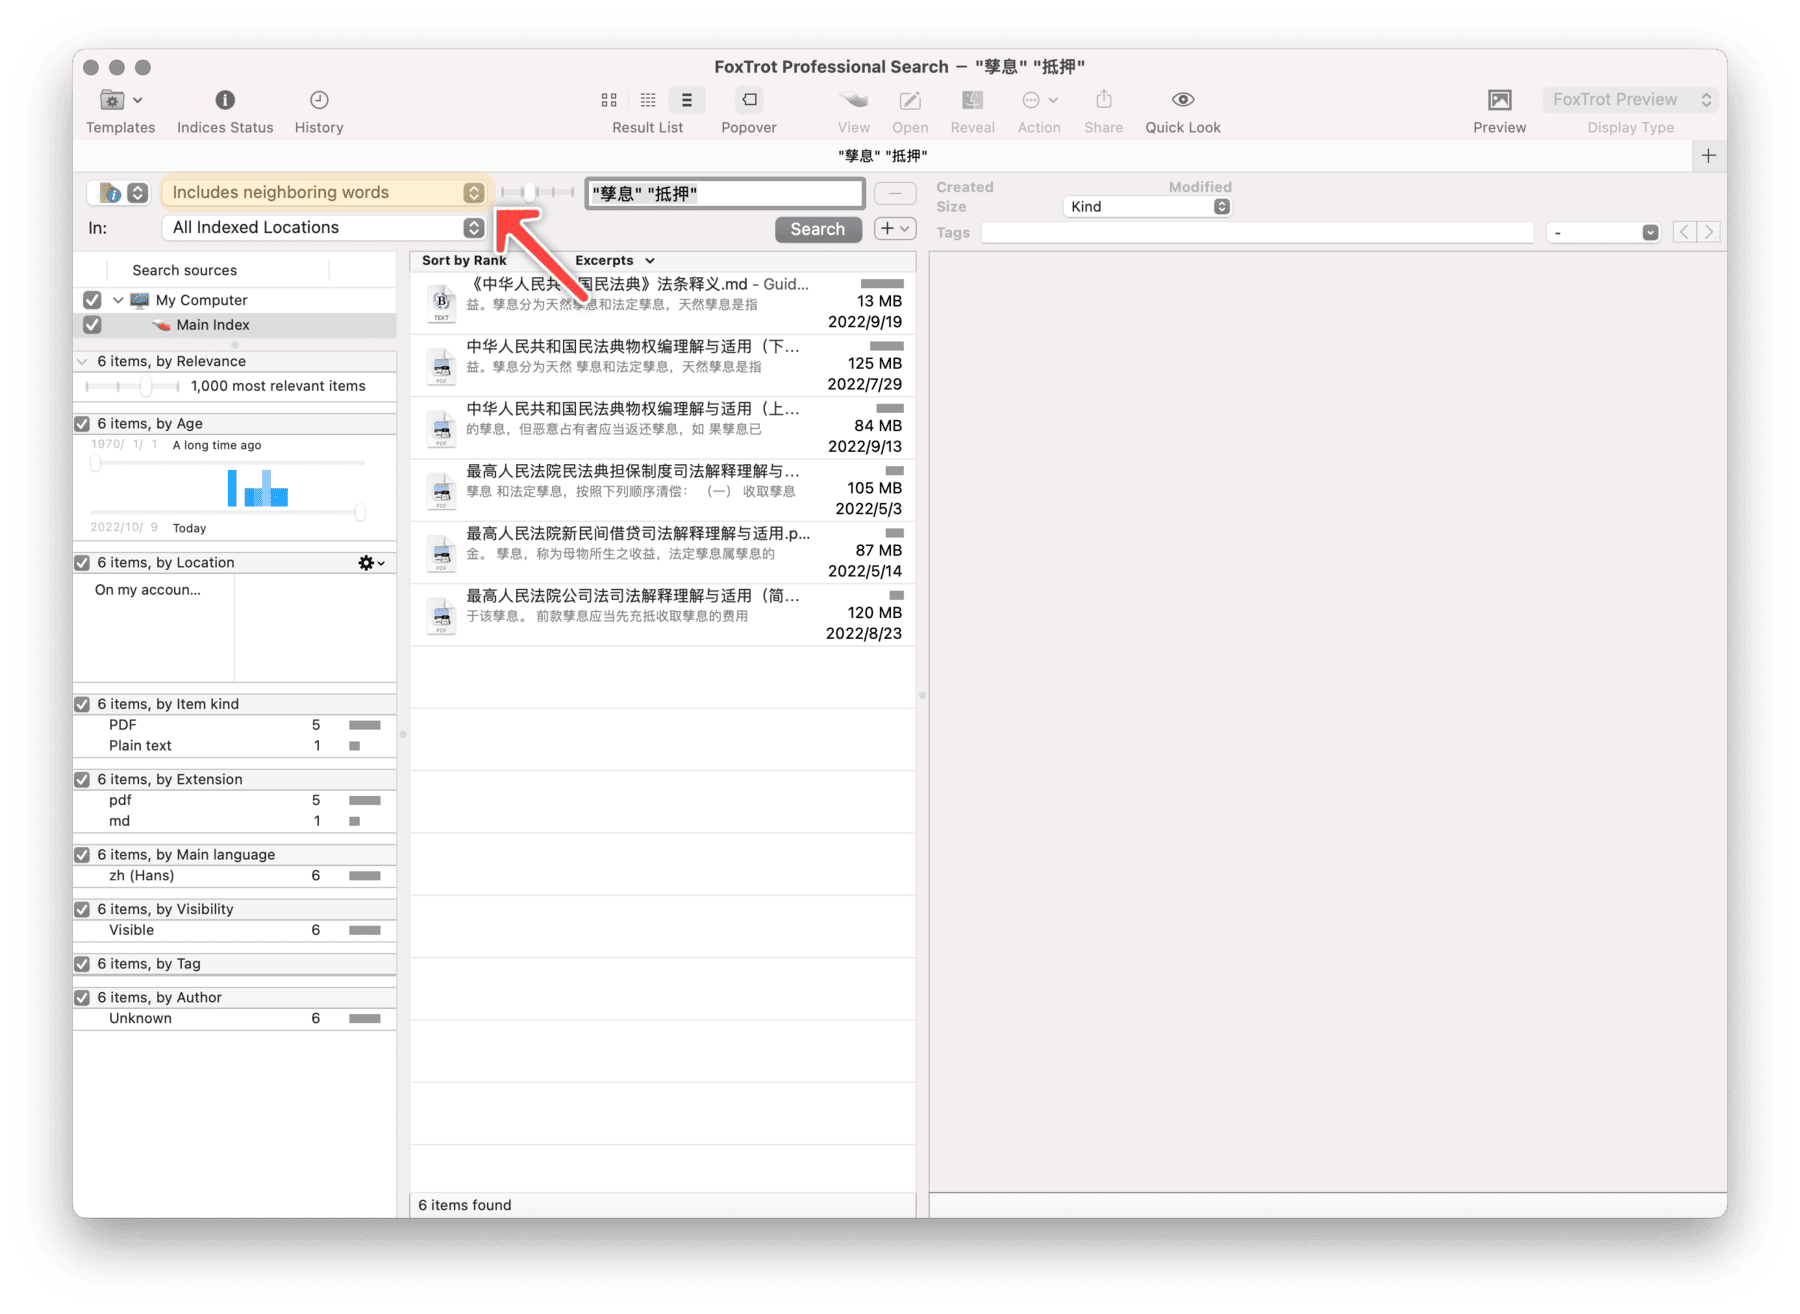 FoxTrot Professional Search — "孳息" "抵押"
Templates
Indices Status
History
Result List
Popover
View
Open
Reveal
Action
Share
Quick Look
Preview
FoxTrot Preview
Display Type
"孳息" "抵押"
Includes neighboring words
"孳息" "抵押"
In:
All Indexed Locations
Search
Created
Modified
Size
Kind
Tags
-
Search sources
My Computer
Main Index
6 items, by Relevance
1,000 most relevant items
6 items, by Age
1970/ 1/ 1 A long time ago
2022/10/ 9 Today
6 items, by Location
On my accoun...
6 items, by Item kind
PDF 5
Plain text 1
6 items, by Extension
pdf 5
md 1
6 items, by Main language
zh (Hans) 6
6 items, by Visibility
Visible 6
6 items, by Tag
6 items, by Author
Unknown 6
Sort by Rank Excerpts
《中华人民共 国民法典》法条释义.md - Guid...
益。孳息分为天然孳息和法定孳息，天然孳息是指
13 MB
2022/9/19
TEXT
中华人民共和国民法典物权编理解与适用（下...
益。孳息分为天然 孳息和法定孳息，天然孳息是指
125 MB
2022/7/29
PDF
中华人民共和国民法典物权编理解与适用（上...
的孳息，但恶意占有者应当返还孳息，如 果孳息已
84 MB
2022/9/13
PDF
最高人民法院民法典担保制度司法解释理解与...
孳息 和法定孳息，按照下列顺序清偿： （一） 收取孳息
105 MB
2022/5/3
PDF
最高人民法院新民间借贷司法解释理解与适用.p...
金。 孳息，称为母物所生之收益，法定孳息属孳息的
87 MB
2022/5/14
PDF
最高人民法院公司法司法解释理解与适用（简...
于该孳息。 前款孳息应当先充抵收取孳息的费用
120 MB
2022/8/23
PDF
6 items found